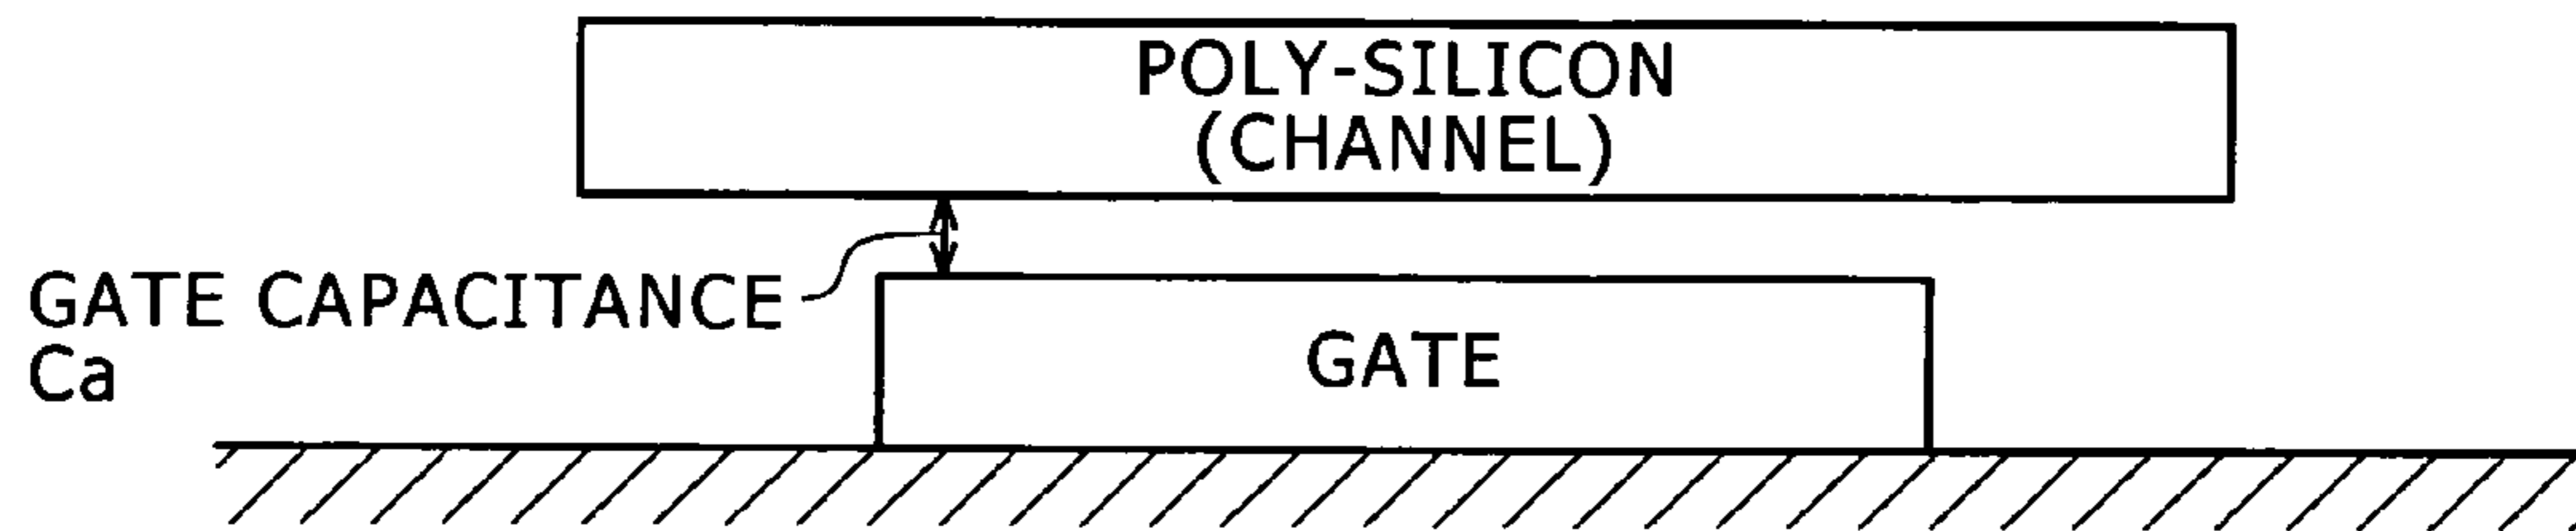 POLY-SILICON
(CHANNEL)
GATE CAPACITANCE
Ca
GATE